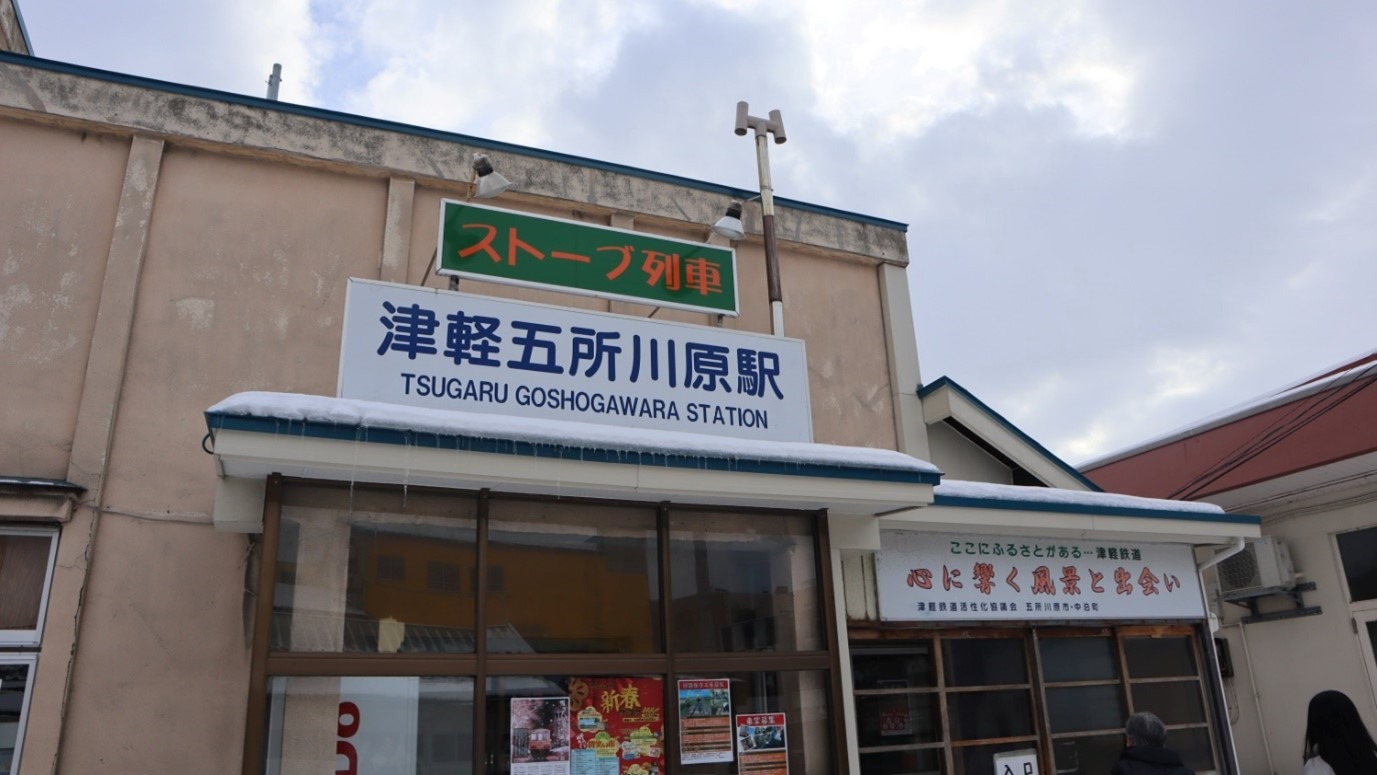 ストーブ列車
津軽五所川原駅
TSUGARU GOSHOGAWARA STATION
ここにふるさとがある…津軽鉄道
心に響く風景と出会い
津軽鉄道活性化協議会 五所川原市・中泊町
新春
入口